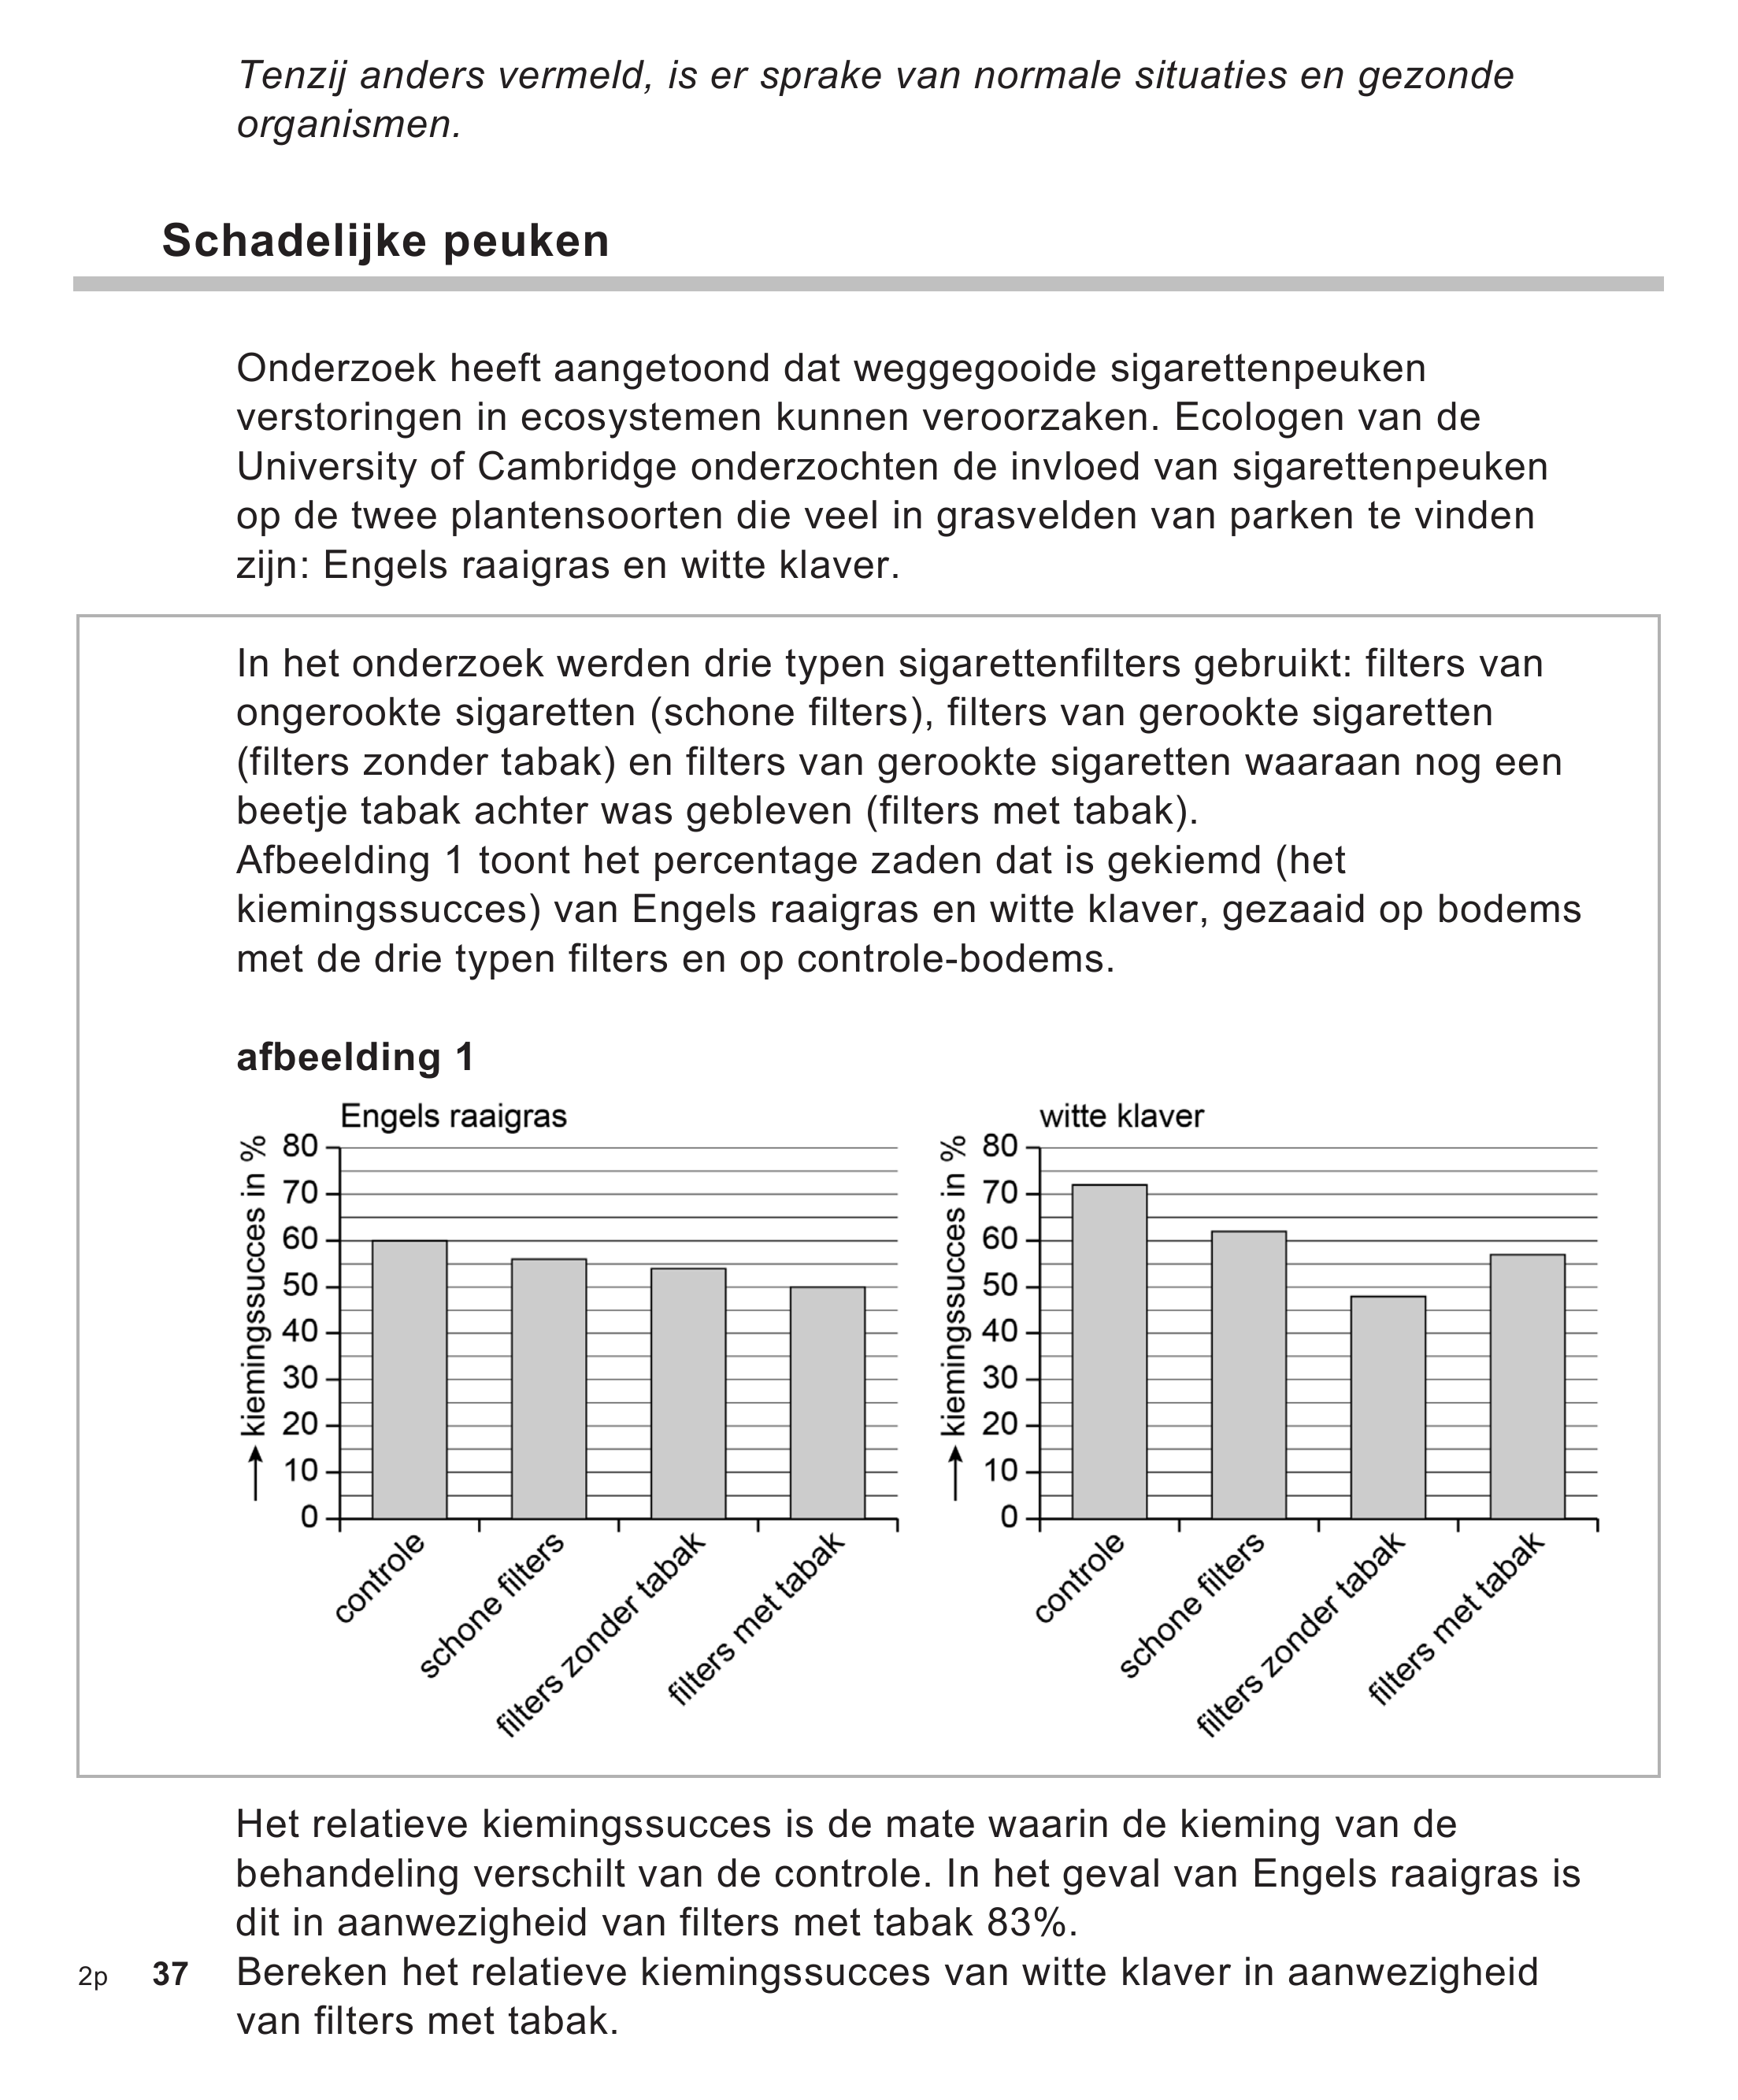 Tenzij anders vermeld, is er sprake van normale situaties en gezonde
organismen.
Schadelijke peuken
Onderzoek heeft aangetoond dat weggegooide sigarettenpeuken
verstoringen in ecosystemen kunnen veroorzaken. Ecologen van de
University of Cambridge onderzochten de invloed van sigarettenpeuken
op de twee plantensoorten die veel in grasvelden van parken te vinden
zijn: Engels raaigras en witte klaver.
In het onderzoek werden drie typen sigarettenfilters gebruikt: filters van
ongerookte sigaretten (schone filters), filters van gerookte sigaretten
(filters zonder tabak) en filters van gerookte sigaretten waaraan nog een
beetje tabak achter was gebleven (filters met tabak).
Afbeelding 1 toont het percentage zaden dat is gekiemd (het
kiemingssucces) van Engels raaigras en witte klaver, gezaaid op bodems
met de drie typen filters en op controle-bodems.
afbeelding 1
Engels raaigras
kiemingssucces in %
80
70
60
50
40
30
20
10
0
controle
schone filters
filters zonder tabak
filters met tabak
witte klaver
kiemingssucces in %
80
70
60
50
40
30
20
10
0
controle
schone filters
filters zonder tabak
filters met tabak
Het relatieve kiemingssucces is de mate waarin de kieming van de
behandeling verschilt van de controle. In het geval van Engels raaigras is
dit in aanwezigheid van filters met tabak 83%.
2p 37 Bereken het relatieve kiemingssucces van witte klaver in aanwezigheid
van filters met tabak.